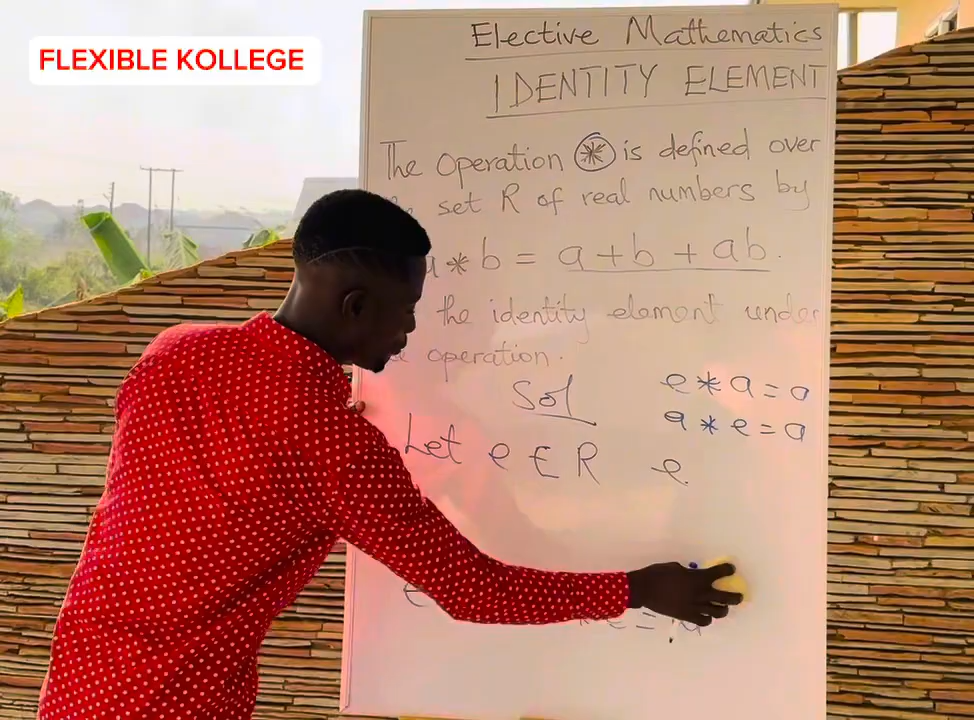 FLEXIBLE KOLLEGE
Elective Mathematics
IDENTITY ELEMENT
The operation * is defined over
set R of real numbers by
* b = a + b + ab.
the identity element under
operation.
Sol
e * a = a
a * e = a
Let e ∈ R e
e =